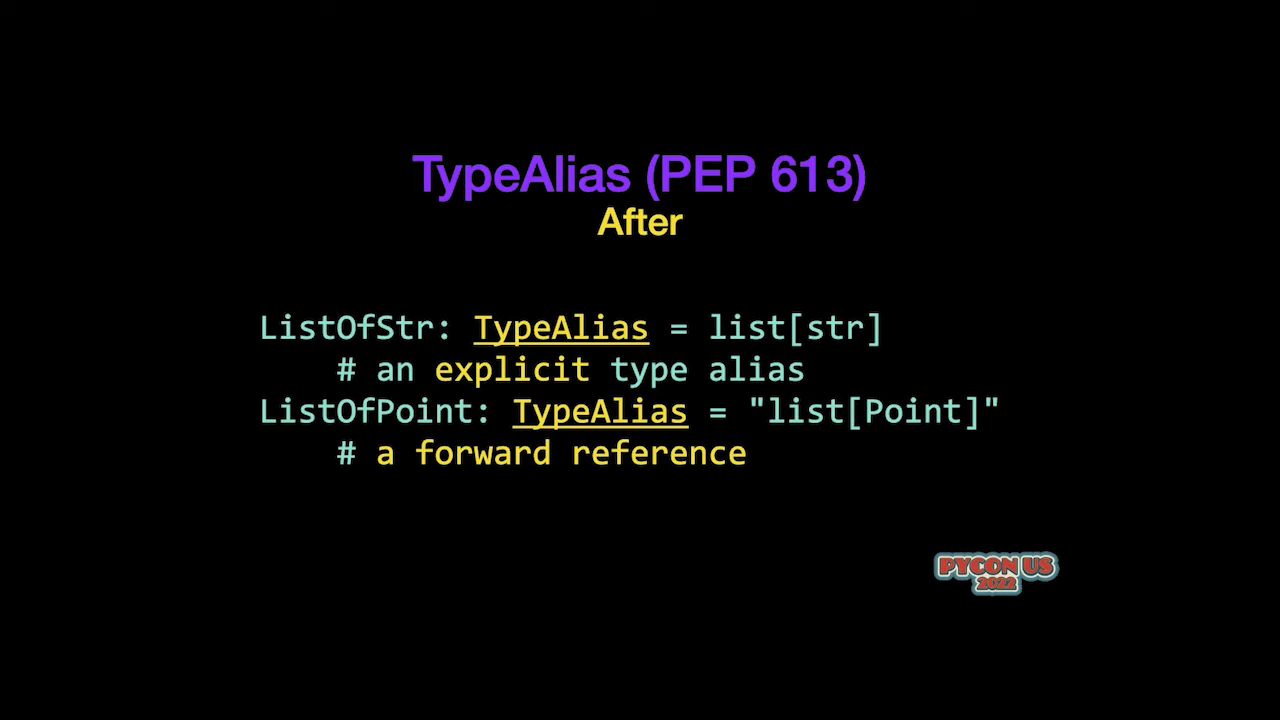 TypeAlias (PEP 613)
After
ListOfStr: TypeAlias = list[str]
# an explicit type alias
ListOfPoint: TypeAlias = "list[Point]"
# a forward reference
PYCON US
2022